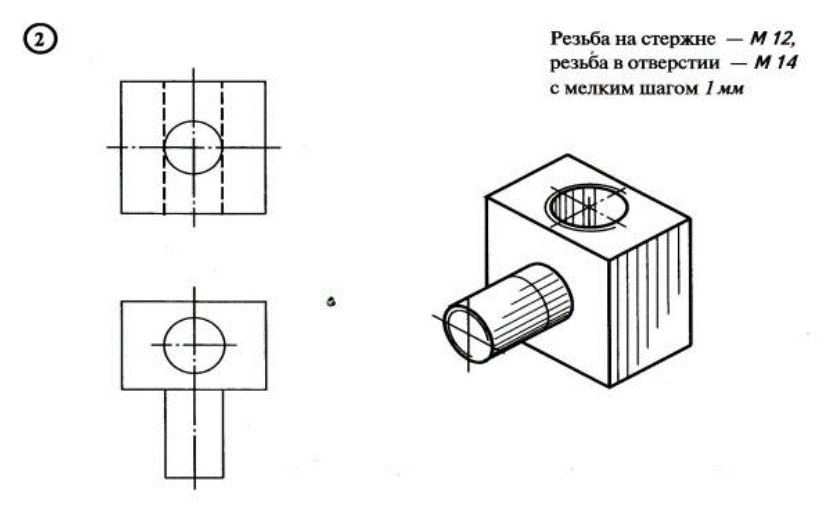 2
Резьба на стержне — М 12,
резьба в отверстии — М 14
с мелким шагом 1 мм